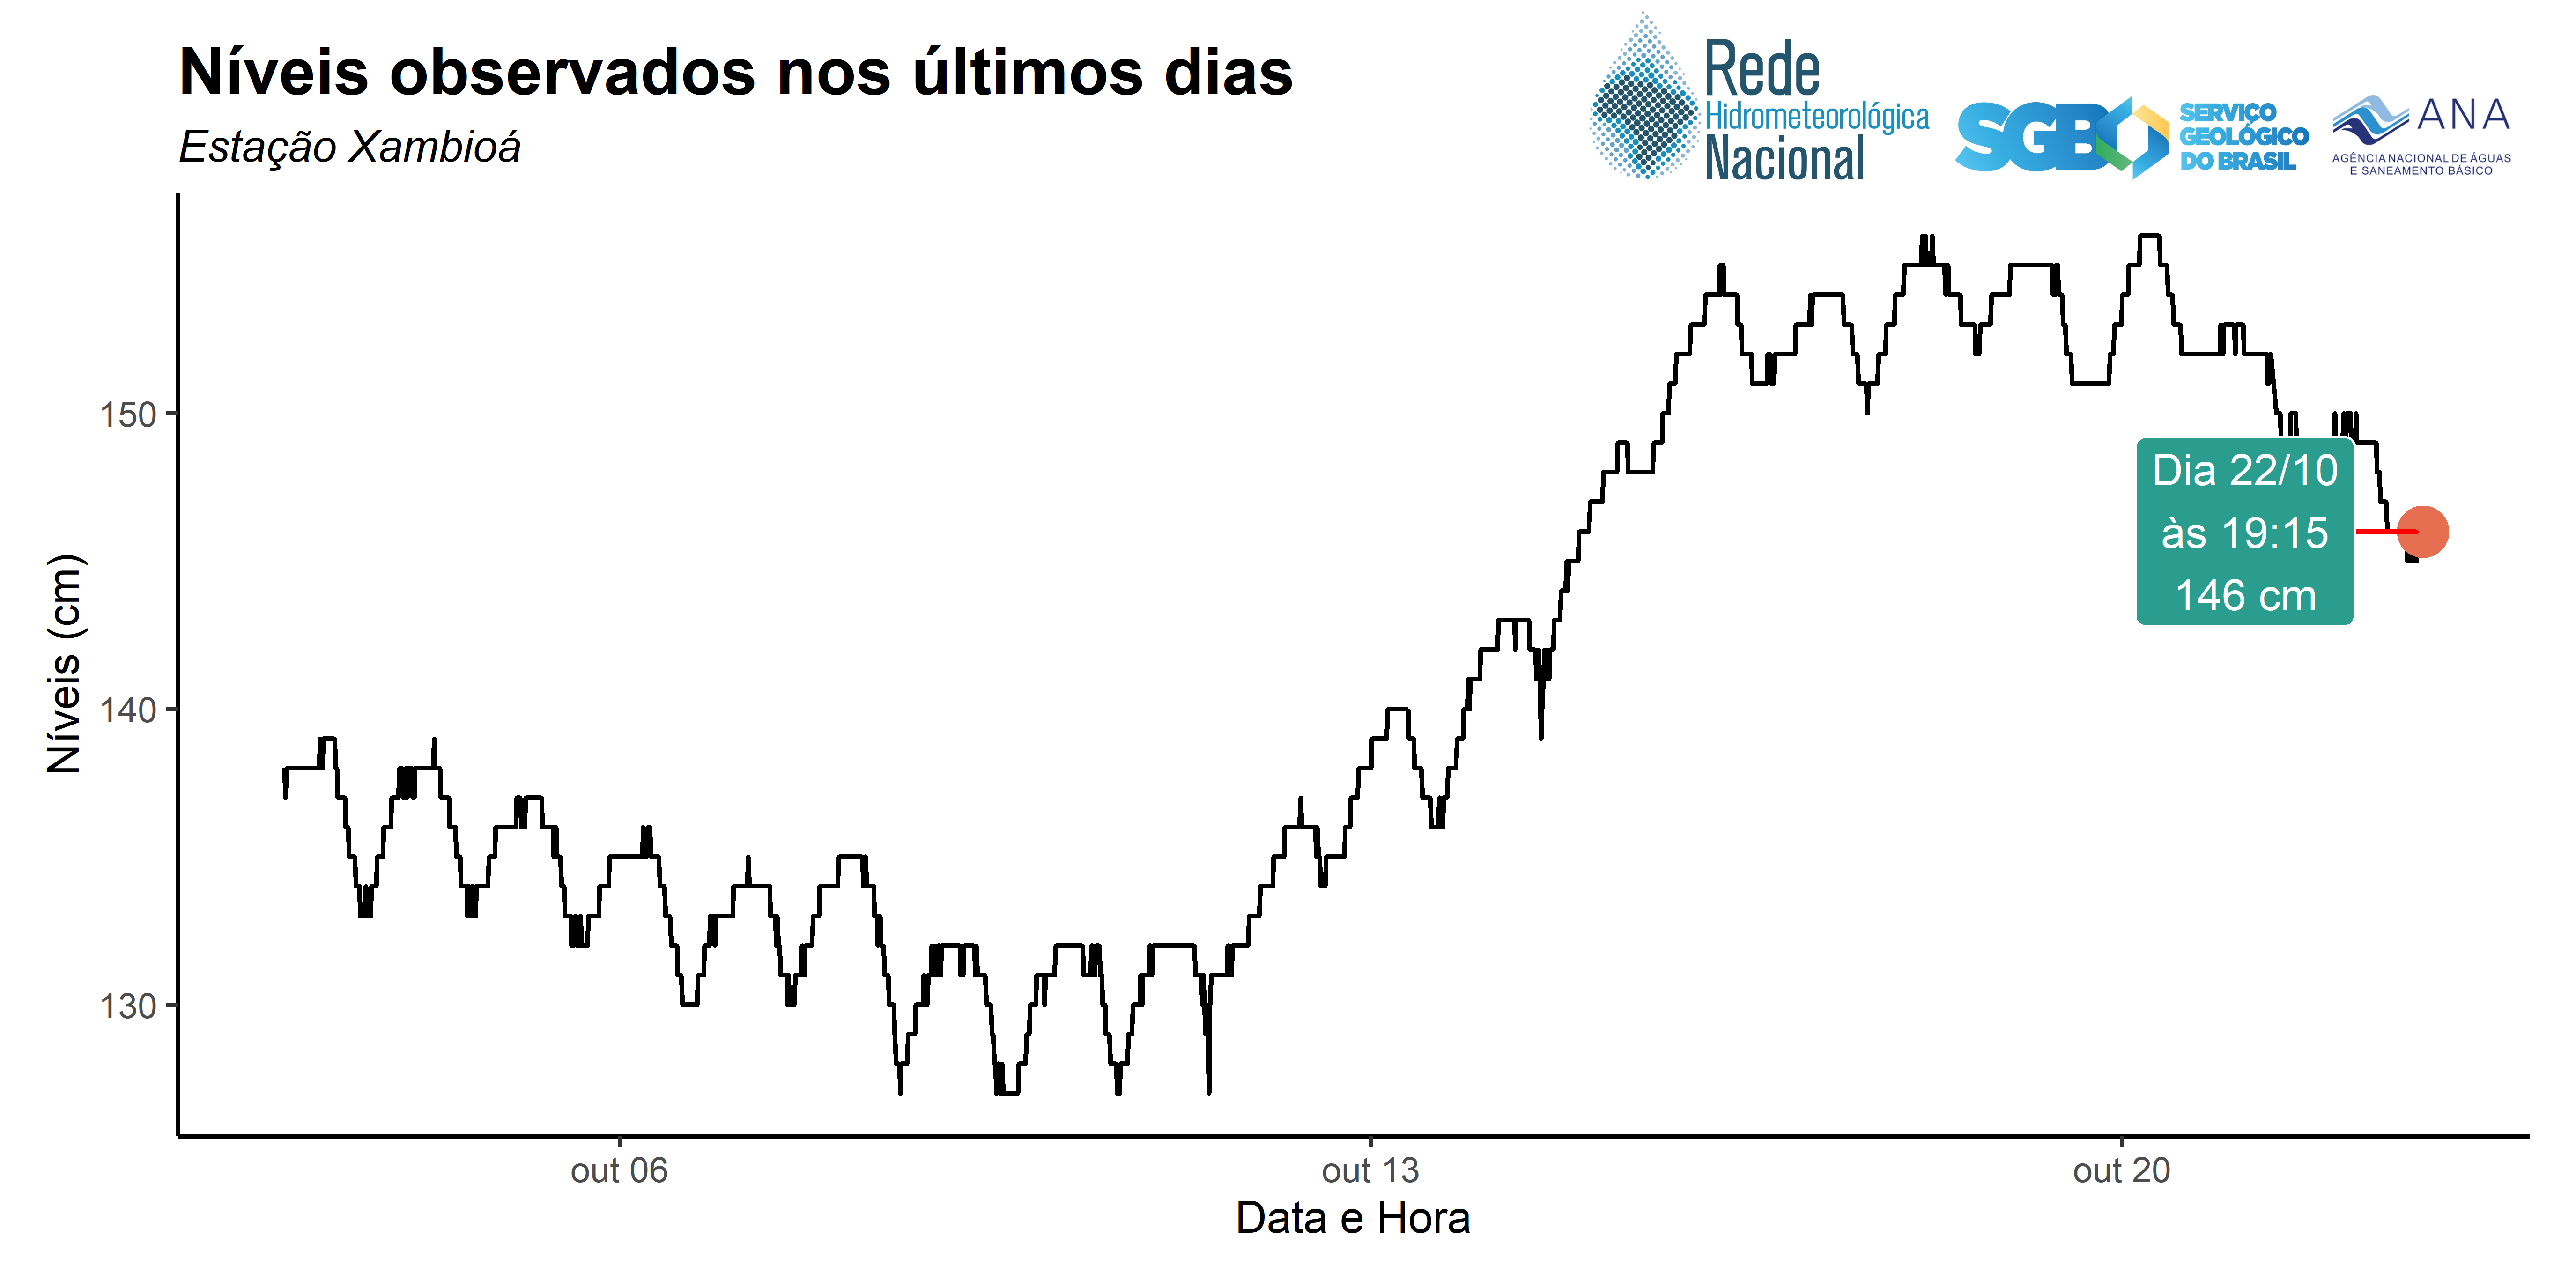 Níveis observados nos últimos dias
Estação Xambioá
Rede
Hidrometeorológica
Nacional
SGB
SERVIÇO
GEOLÓGICO
DO BRASIL
ANA
AGÊNCIA NACIONAL DE ÁGUAS
E SANEAMENTO BÁSICO
Níveis (cm)
150
140
130
Dia 22/10
às 19:15
146 cm
out 06
out 13
out 20
Data e Hora